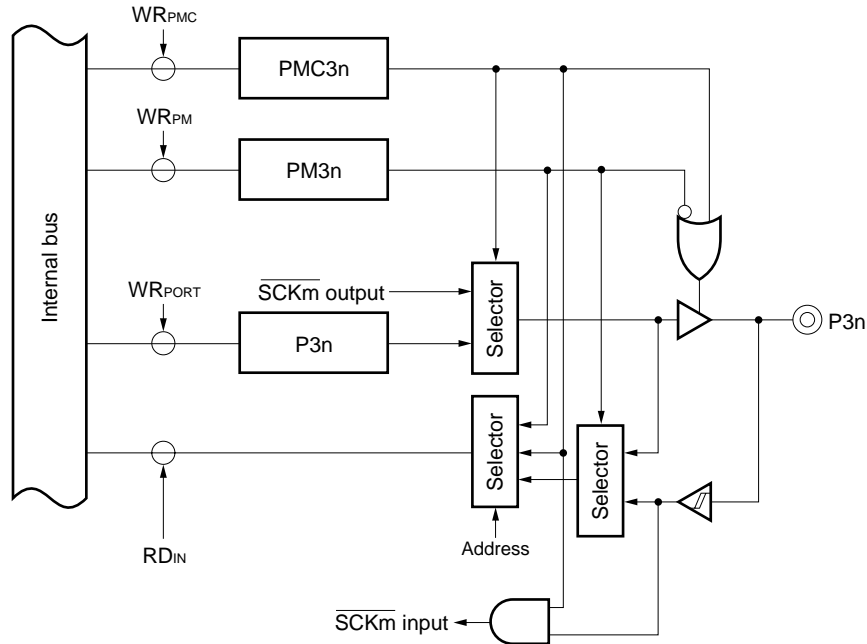 WRPMC
PMC3n
WRPM
PM3n
Internal bus
WRPORT
SCKm output
P3n
Selector
P3n
Selector
Selector
RDIN
Address
SCKm input